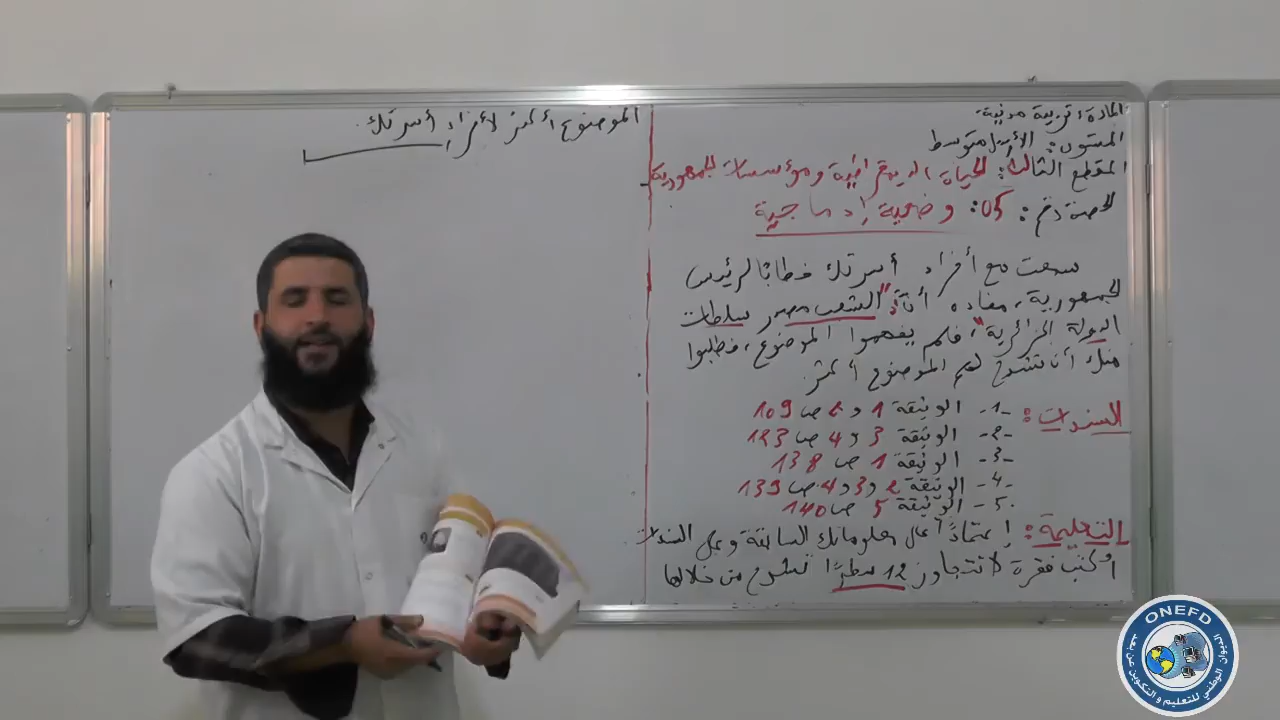 المادة: تربية مدنية.
المستوى: الأولى متوسط
المقطع الثالث: الحياة الديمقراطية ومؤسسات الجمهورية
الحصة رقم: 05: وضعية إدماجية
سمعت مع أفراد أسرتك خطابا لرئيس
الجمهورية، مفاده أنّ "الشعب مصدر سلطات
الدولة الجزائرية"، فلم يفهموا الموضوع، فطلبوا
منك أن تشرح لهم الموضوع أكثر.
السندات: -1- الوثيقة 1 و 2 ص 109
-2- الوثيقة 3 و 4 ص 123
-3- الوثيقة 1 ص 138
-4- الوثيقة 2 و 3 و 4 ص 139
-5- الوثيقة 5 ص 140
التعليمة: إعتمادًا على معلوماتك السابقة وعلى السندات
أكتب فقرة لا تتجاوز 12 سطرًا تشرح من خلالها
الموضوع أكثر لأفراد أسرتك.
ONEFD
الديوان الوطني للتعليم و التكوين عن بعد